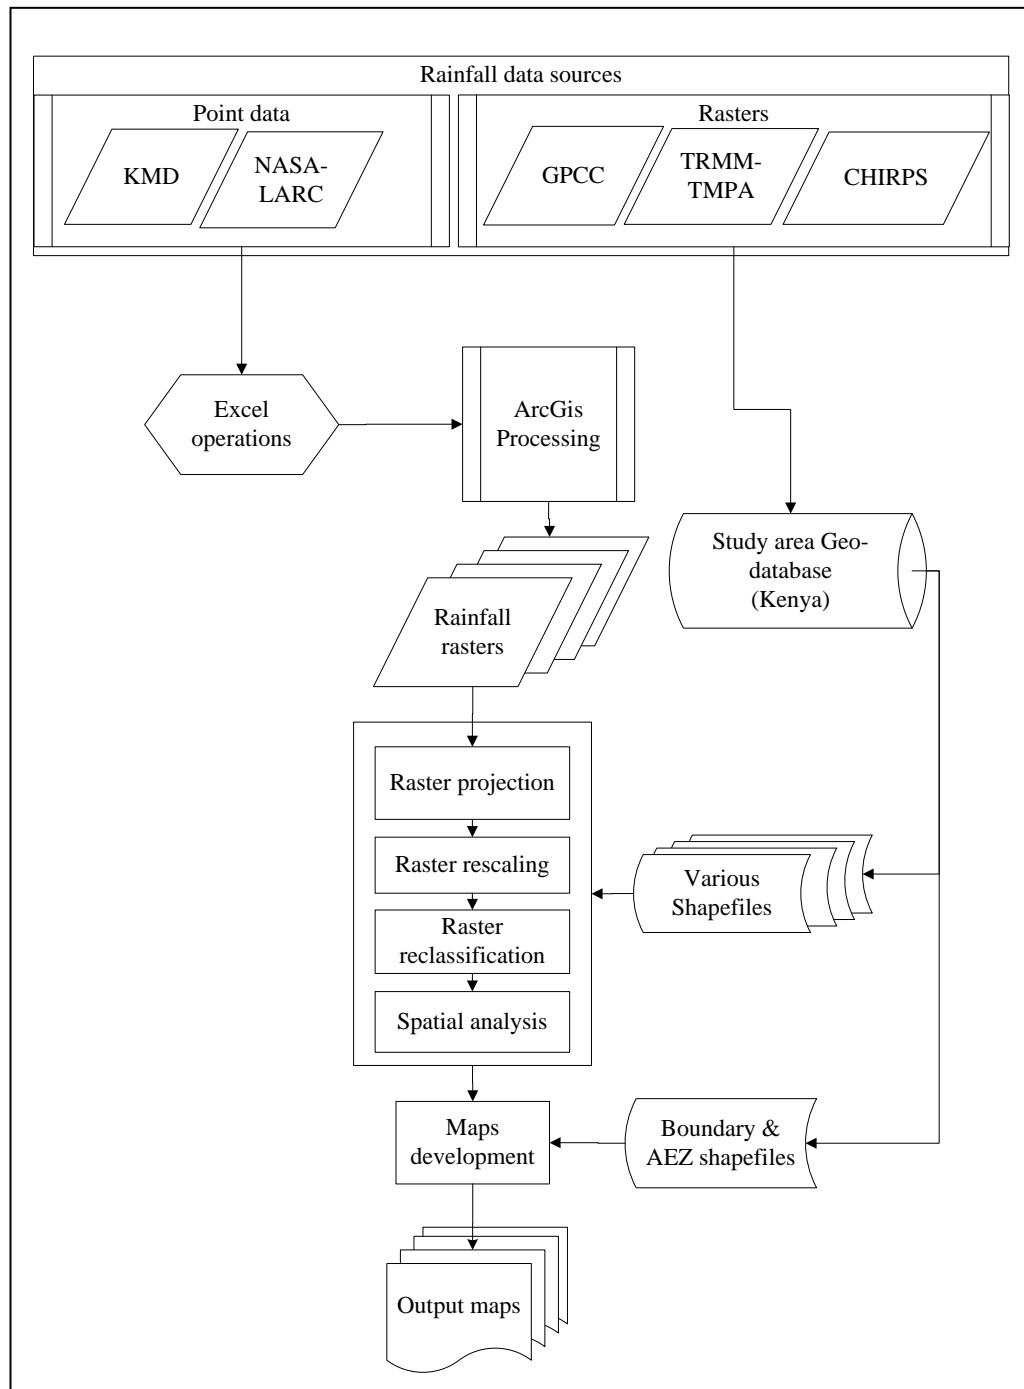 Rainfall data sources
Point data
KMD
NASA-
LARC
Rasters
GPCC
TRMM-
TMPA
CHIRPS
Excel
operations
ArcGis
Processing
Study area Geo-
database
(Kenya)
Rainfall
rasters
Raster projection
Raster rescaling
Raster
reclassification
Spatial analysis
Various
Shapefiles
Maps
development
Boundary &
AEZ shapefiles
Output maps